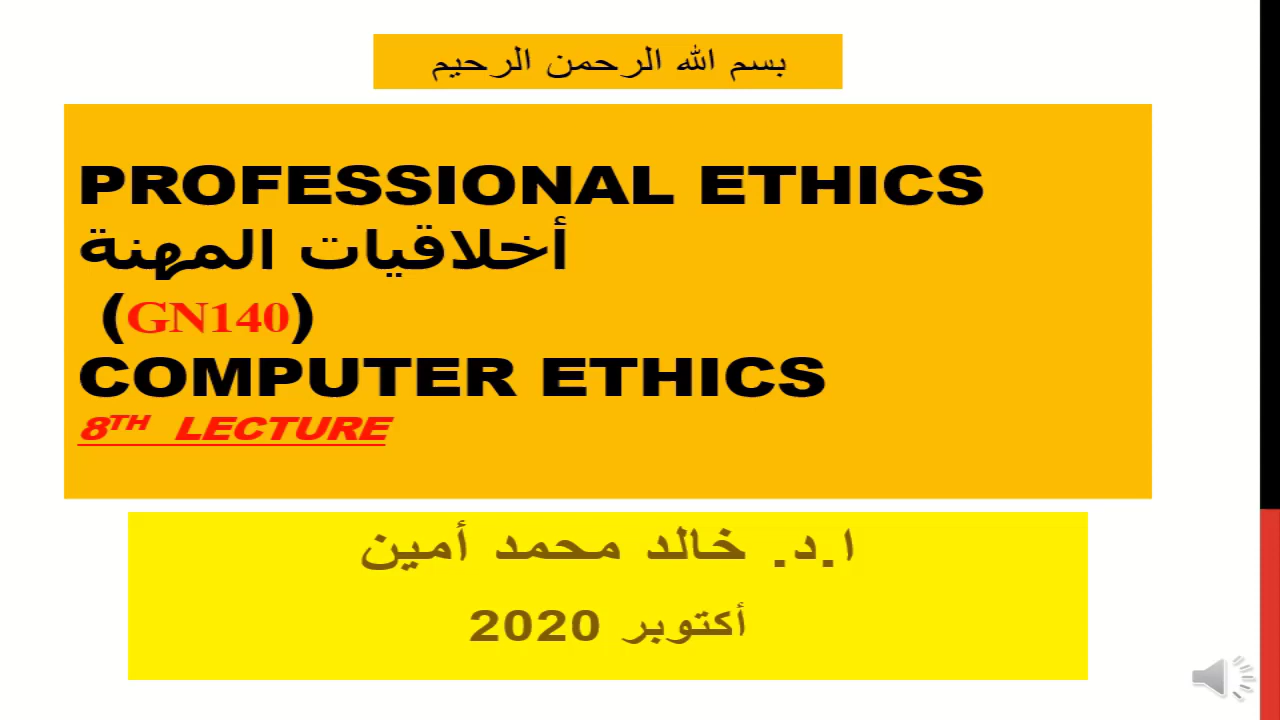 بسم الله الرحمن الرحيم
PROFESSIONAL ETHICS
أخلاقيات المهنة
(GN140)
COMPUTER ETHICS
8TH LECTURE
ا.د. خالد محمد أمين
أكتوبر 2020